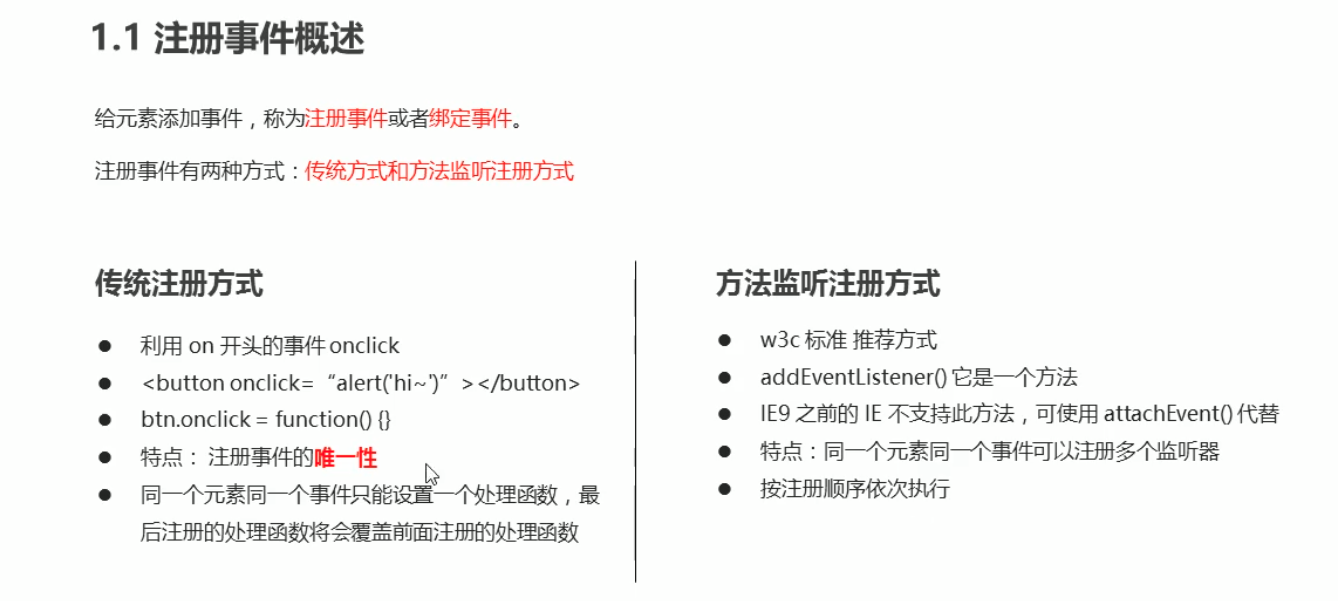 1.1 注册事件概述
给元素添加事件，称为注册事件或者绑定事件。
注册事件有两种方式：传统方式和方法监听注册方式
传统注册方式
● 利用 on 开头的事件 onclick
● <button onclick= “alert('hi~')” ></button>
● btn.onclick = function() {}
● 特点： 注册事件的唯一性
● 同一个元素同一个事件只能设置一个处理函数，最
后注册的处理函数将会覆盖前面注册的处理函数
方法监听注册方式
● w3c 标准 推荐方式
● addEventListener() 它是一个方法
● IE9 之前的 IE 不支持此方法，可使用 attachEvent() 代替
● 特点：同一个元素同一个事件可以注册多个监听器
● 按注册顺序依次执行